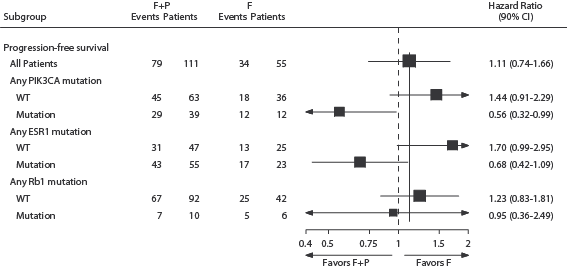 F+P F Hazard Ratio
Subgroup Events Patients Events Patients (90% CI)
Progression-free survival
All Patients 79 111 34 55 1.11 (0.74-1.66)
Any PIK3CA mutation
WT 45 63 18 36 1.44 (0.91-2.29)
Mutation 29 39 12 12 0.56 (0.32-0.99)
Any ESR1 mutation
WT 31 47 13 25 1.70 (0.99-2.95)
Mutation 43 55 17 23 0.68 (0.42-1.09)
Any Rb1 mutation
WT 67 92 25 42 1.23 (0.83-1.81)
Mutation 7 10 5 6 0.95 (0.36-2.49)
0.4 0.5 0.75 1 1.5 2
Favors F+P Favors F